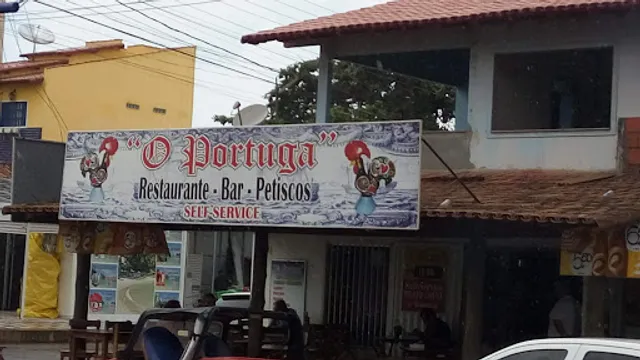 "O Portuga"
Restaurante · Bar · Petiscos
SELF-SERVICE